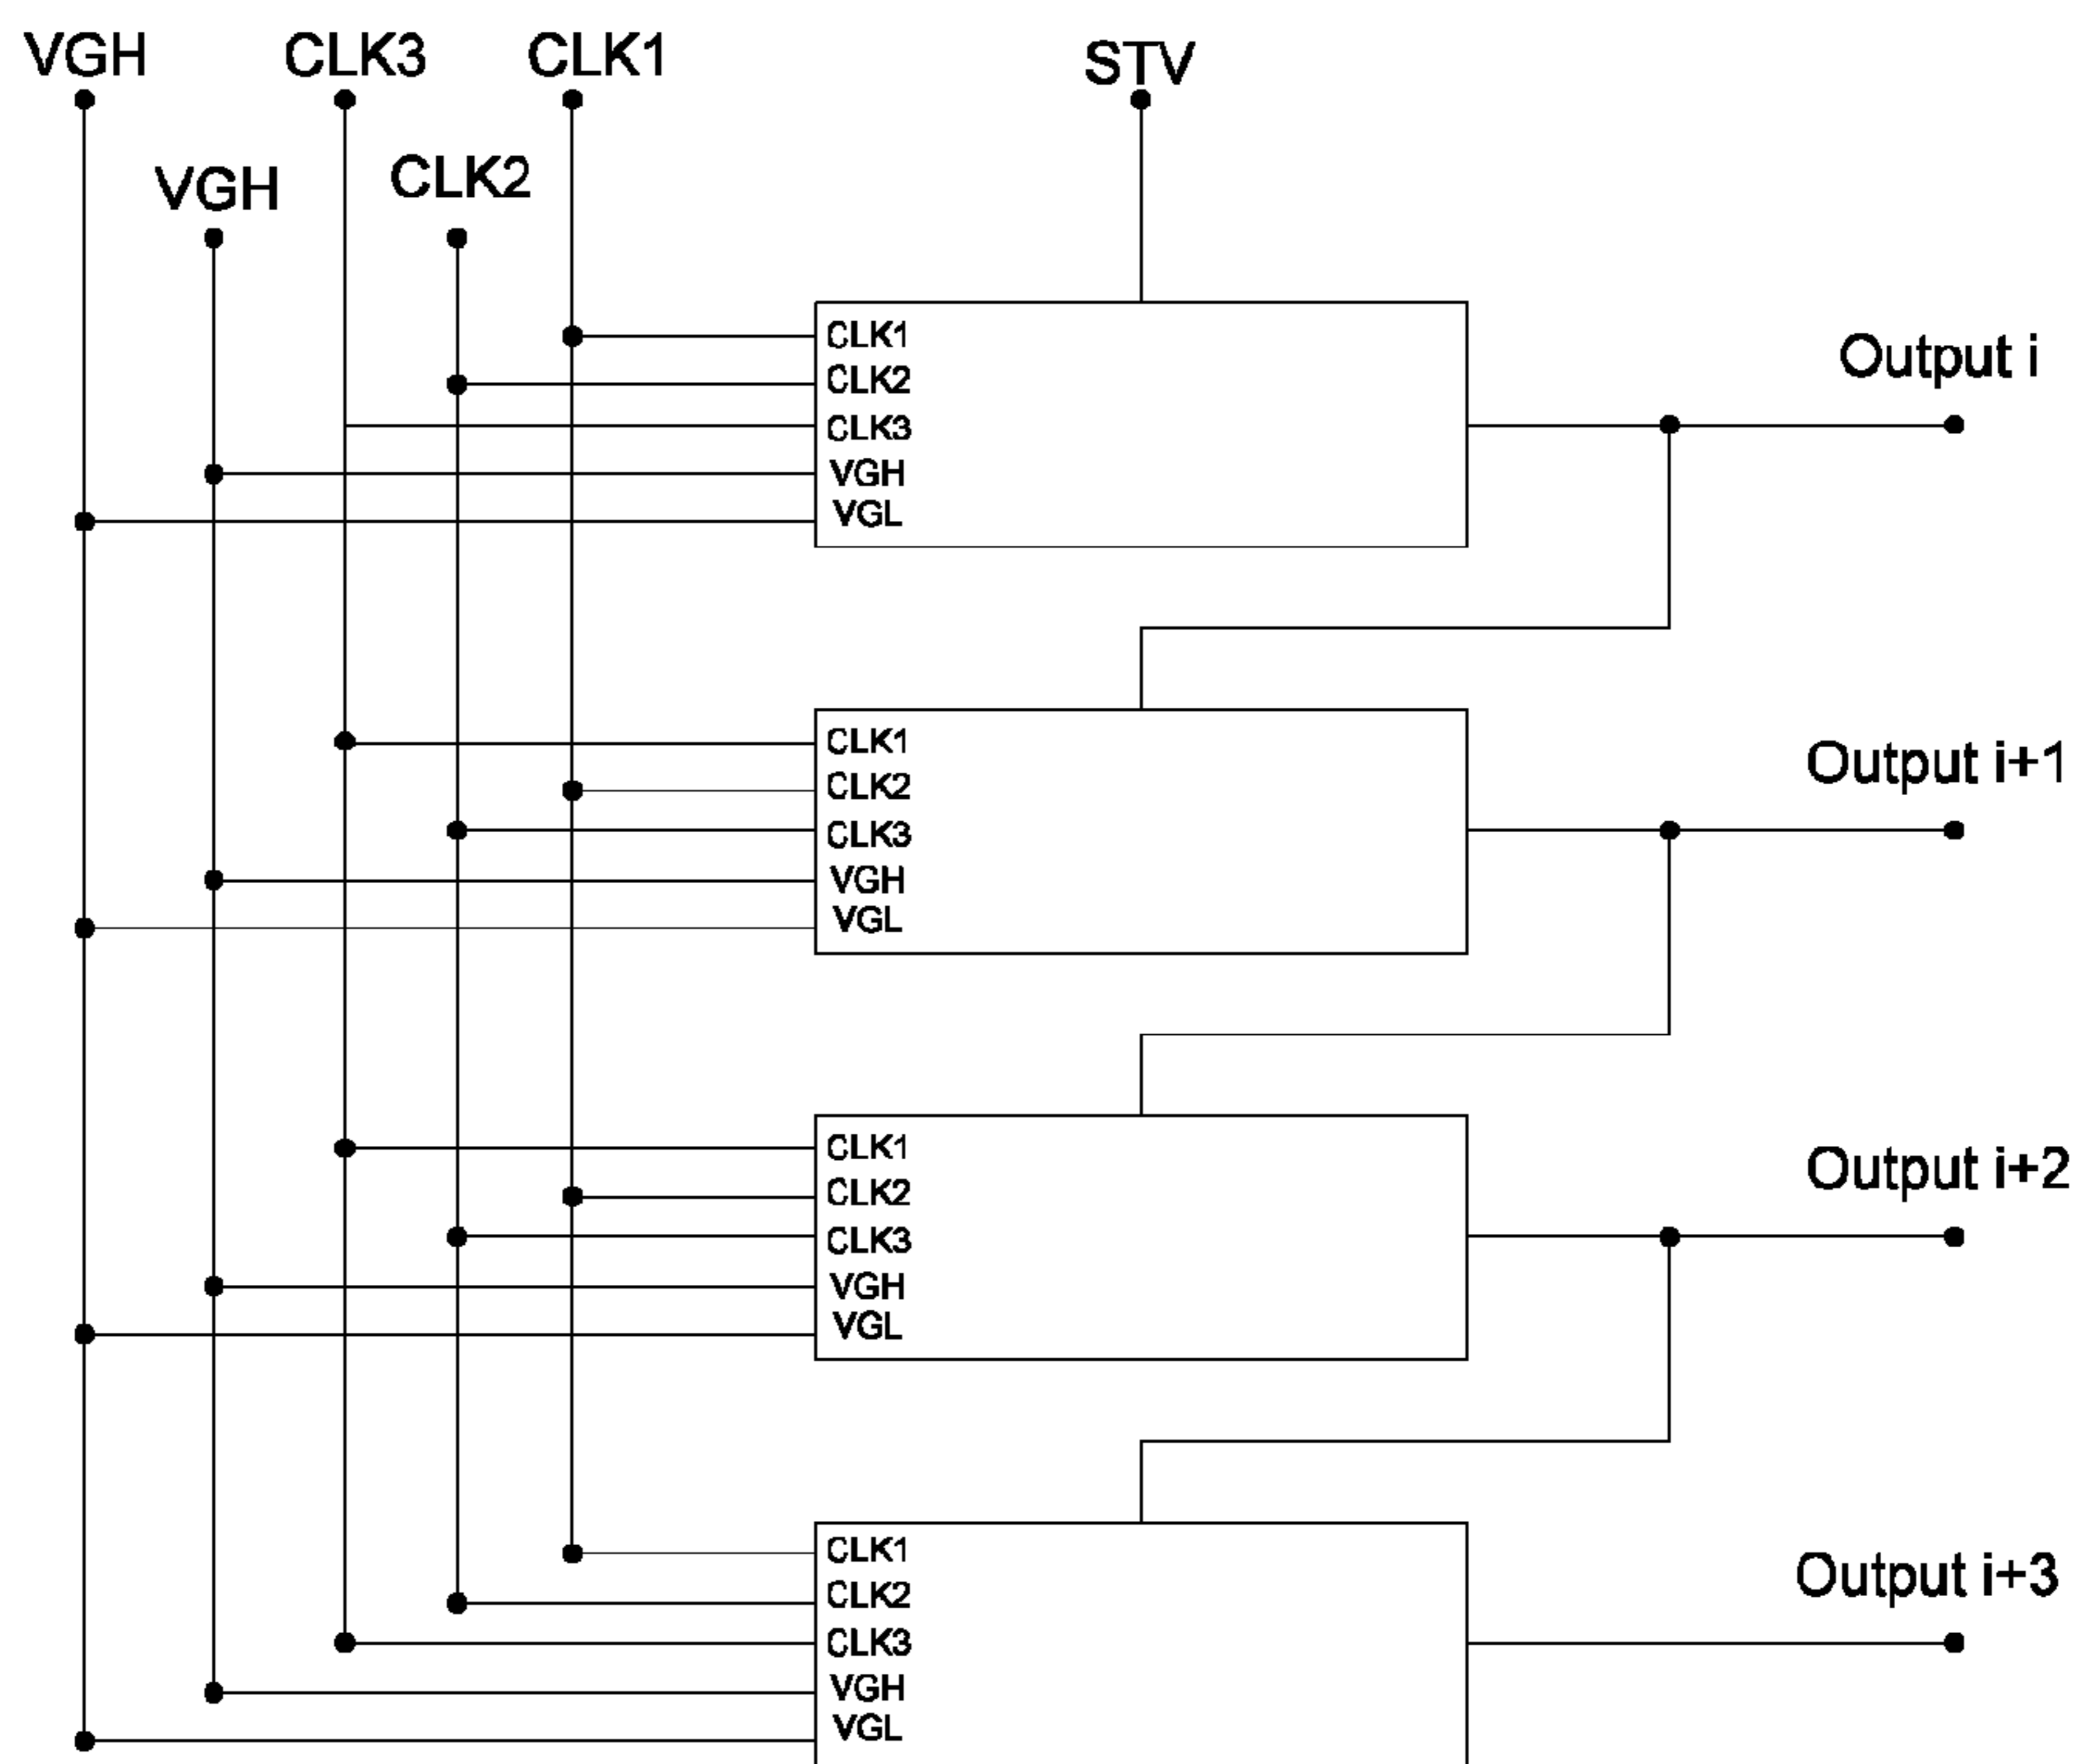 VGH
CLK3
CLK1
STV
VGH
CLK2
CLK1
CLK2
CLK3
VGH
VGL
Output i
CLK1
CLK2
CLK3
VGH
VGL
Output i+1
CLK1
CLK2
CLK3
VGH
VGL
Output i+2
CLK1
CLK2
CLK3
VGH
VGL
Output i+3